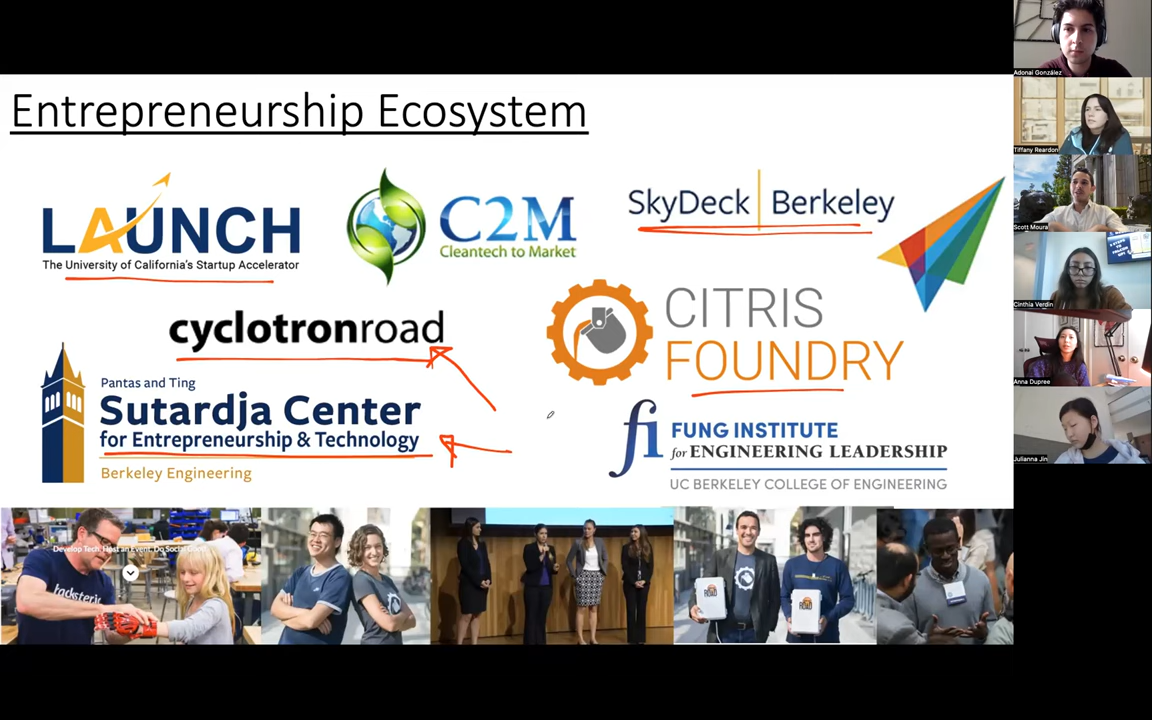 Entrepreneurship Ecosystem
LAUNCH
The University of California's Startup Accelerator
C2M
Cleantech to Market
SkyDeck Berkeley
cyclotronroad
CITRIS
FOUNDRY
Pantas and Ting
Sutardja Center
for Entrepreneurship & Technology
Berkeley Engineering
fi
FUNG INSTITUTE
for ENGINEERING LEADERSHIP
UC BERKELEY COLLEGE OF ENGINEERING
Develop Tech. Host an Event. Do Social Good.
Adonai González
Tiffany Reardon
Scott Moura
Cinthia Verdin
Anna Dupree
Julianna Jin